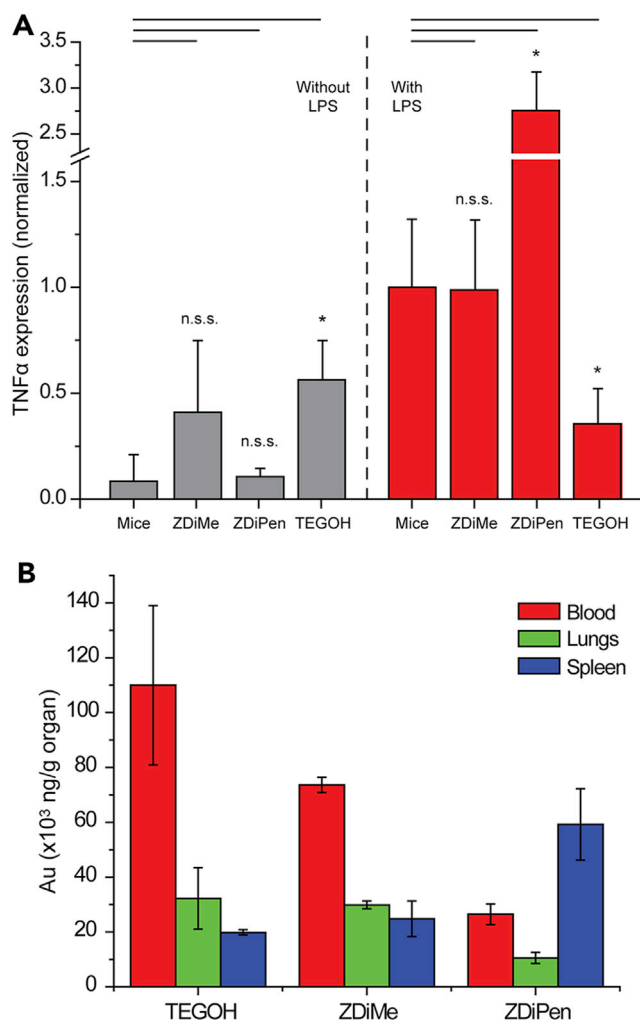 A
Without
LPS
With
LPS
TNFα expression (normalized)
3.5
3.0
2.5
1.5
1.0
0.5
0.0
n.s.s.
n.s.s.
*
n.s.s.
*
*
Mice ZDiMe ZDiPen TEGOH Mice ZDiMe ZDiPen TEGOH
B
Au (x10³ ng/g organ)
140
120
100
80
60
40
20
0
Blood
Lungs
Spleen
TEGOH ZDiMe ZDiPen